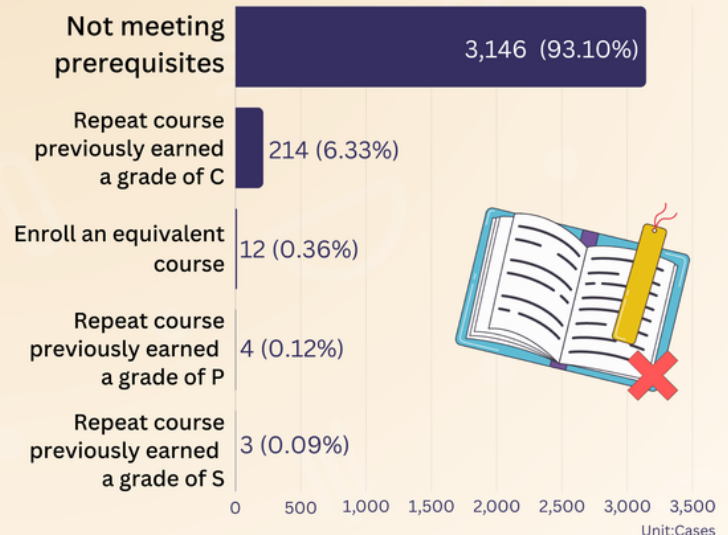 Not meeting
prerequisites
3,146 (93.10%)
Repeat course
previously earned
a grade of C
214 (6.33%)
Enroll an equivalent
course
12 (0.36%)
Repeat course
previously earned
a grade of P
4 (0.12%)
Repeat course
previously earned
a grade of S
3 (0.09%)
0 500 1,000 1,500 2,000 2,500 3,000 3,500
Unit:Cases